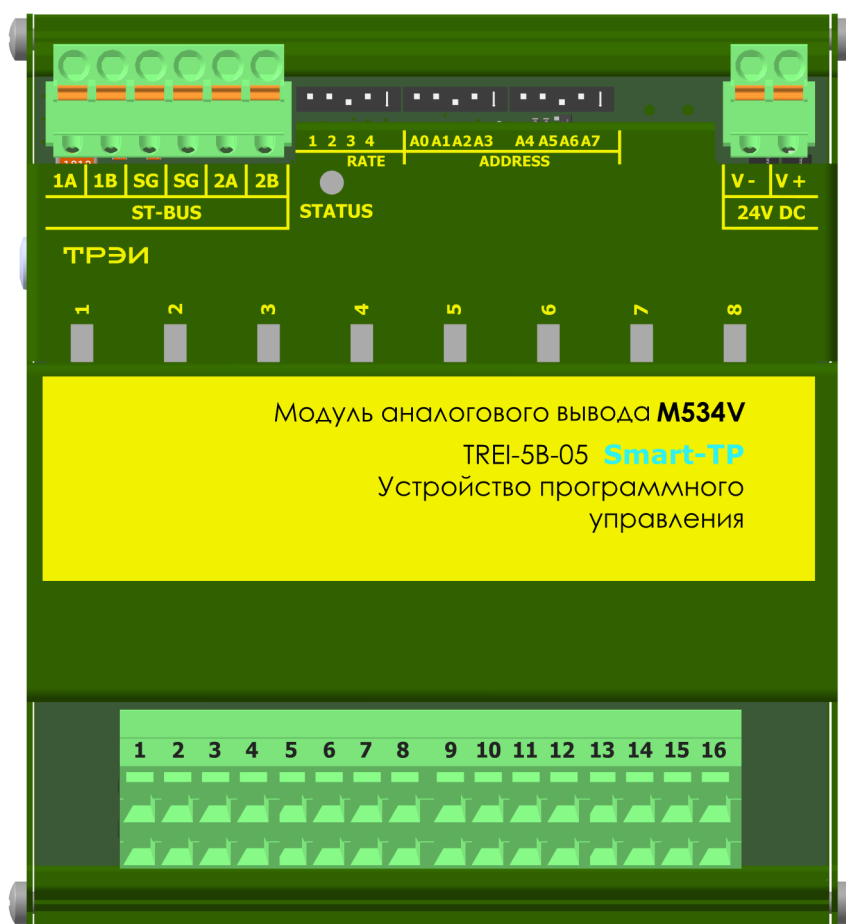 1 2 3 4 A0 A1 A2 A3 A4 A5 A6 A7
RATE ADDRESS
1A 1B SG SG 2A 2B V - V +
ST-BUS STATUS 24V DC
ТРЭИ
1 2 3 4 5 6 7 8
Модуль аналогового вывода M534V
TREI-5B-05 Smart-TP
Устройство программного
управления
1 2 3 4 5 6 7 8 9 10 11 12 13 14 15 16